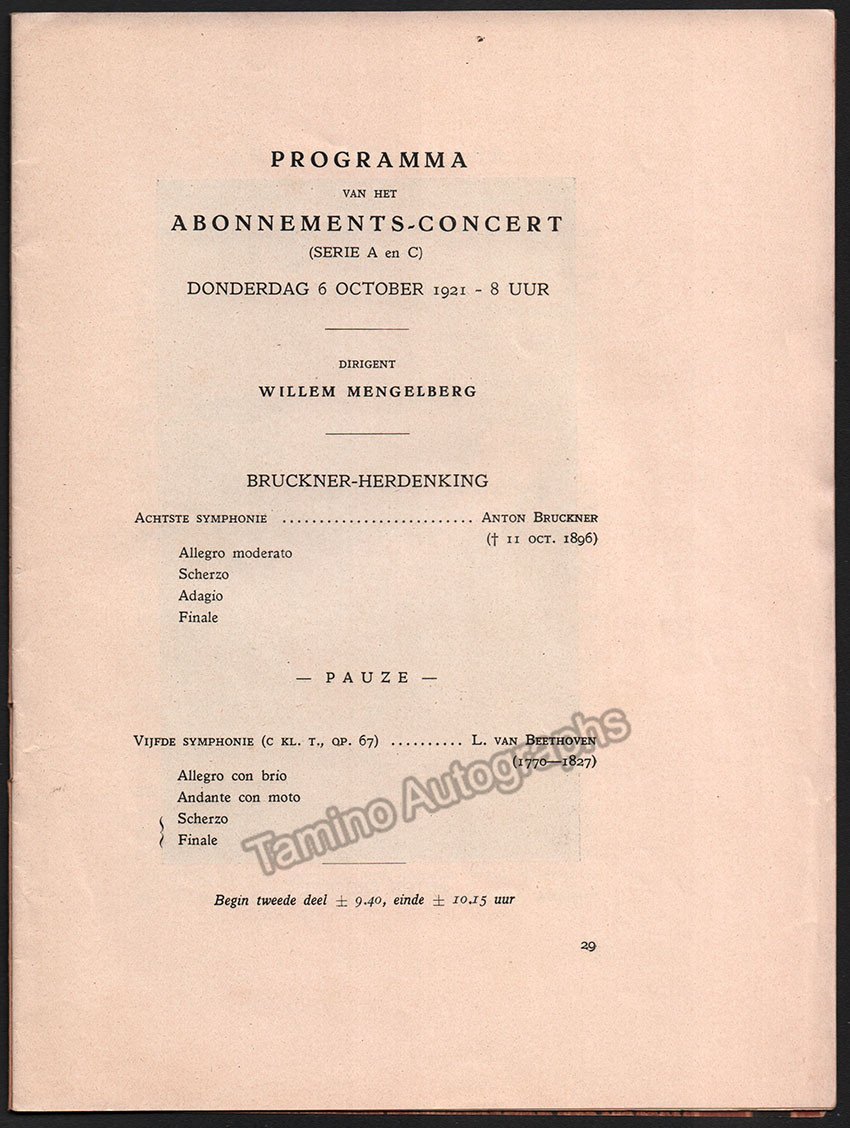 PROGRAMMA
VAN HET
ABONNEMENTS-CONCERT
(SERIE A en C)
DONDERDAG 6 OCTOBER 1921 - 8 UUR
DIRIGENT
WILLEM MENGELBERG
BRUCKNER-HERDENKING
ACHTSTE SYMPHONIE .......................... ANTON BRUCKNER
(† 11 OCT. 1896)
Allegro moderato
Scherzo
Adagio
Finale
— PAUZE —
VIJFDE SYMPHONIE (C KL. T., OP. 67) .......... L. VAN BEETHOVEN
(1770—1827)
Allegro con brio
Andante con moto
Scherzo
Finale
Tamino Autographs
Begin tweede deel ± 9.40, einde ± 10.15 uur
29